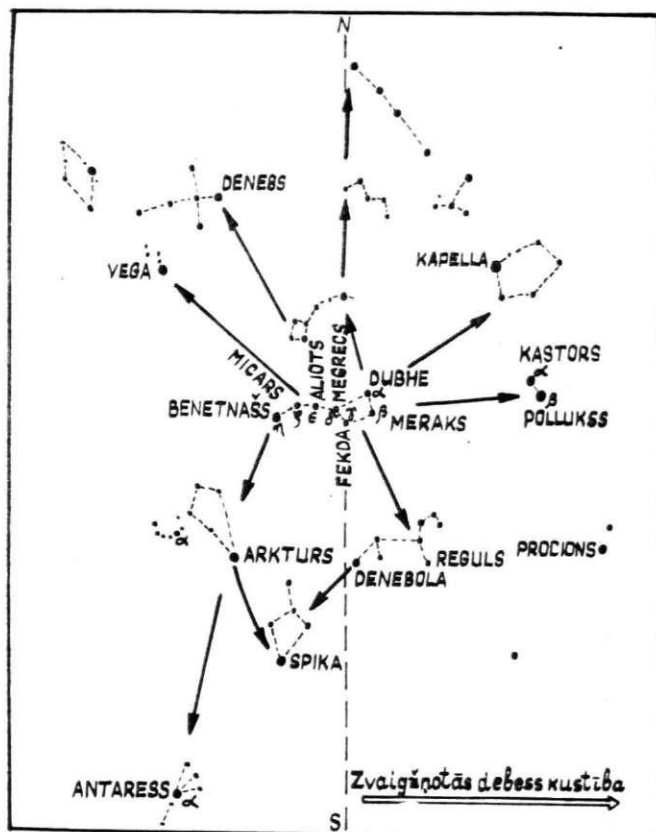 N
DENEBS
VEGA
KAPELLA
MICARS
ALIOTS
MEGRECS
DUBHE
α
KASTORS
α
β
POLLUKSS
BENETNAŠS
η
ζ
ε
δ
γ
β
MERAKS
FEKDA
α
ARKTURS
DENEBOLA
REGULS
PROCIONS
SPIKA
ANTARESS
α
Zvaigžņotās debess kustība
S